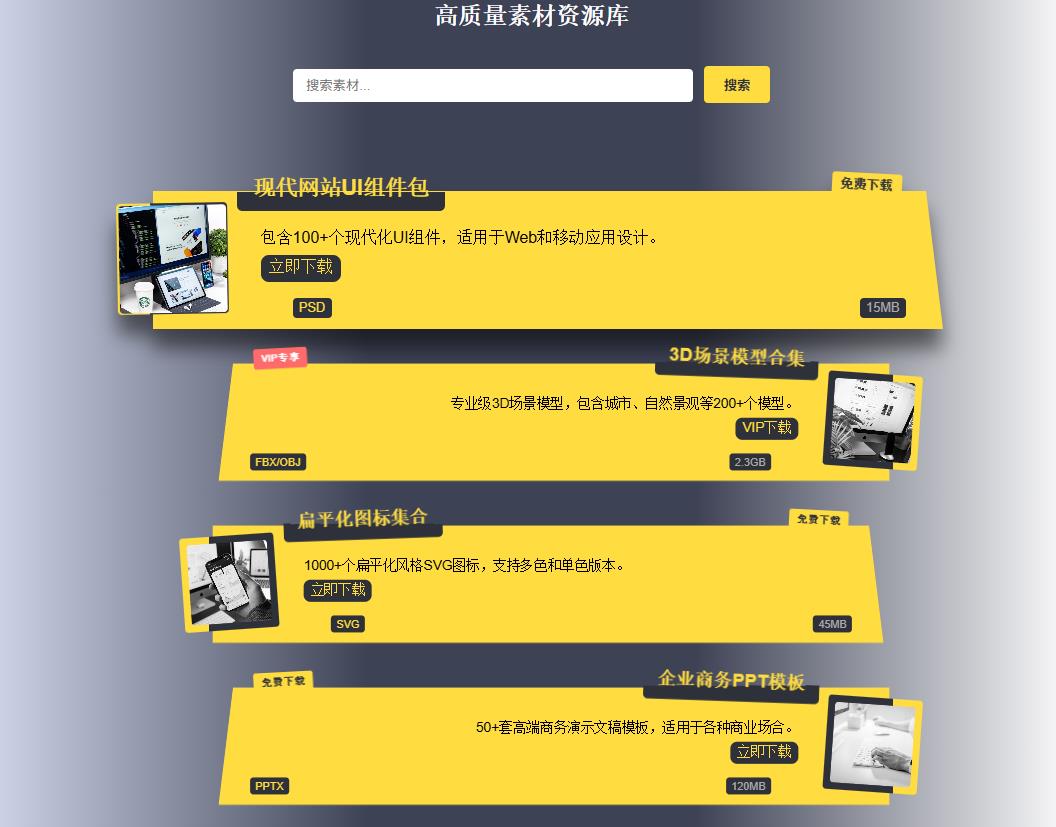 高质量素材资源库
搜索素材...
搜索
现代网站UI组件包
免费下载
包含100+个现代化UI组件，适用于Web和移动应用设计。
立即下载
PSD
15MB
VIP专享
3D场景模型合集
专业级3D场景模型，包含城市、自然景观等200+个模型。
VIP下载
FBX/OBJ
2.3GB
扁平化图标集合
免费下载
1000+个扁平化风格SVG图标，支持多色和单色版本。
立即下载
SVG
45MB
免费下载
企业商务PPT模板
50+套高端商务演示文稿模板，适用于各种商业场合。
立即下载
PPTX
120MB